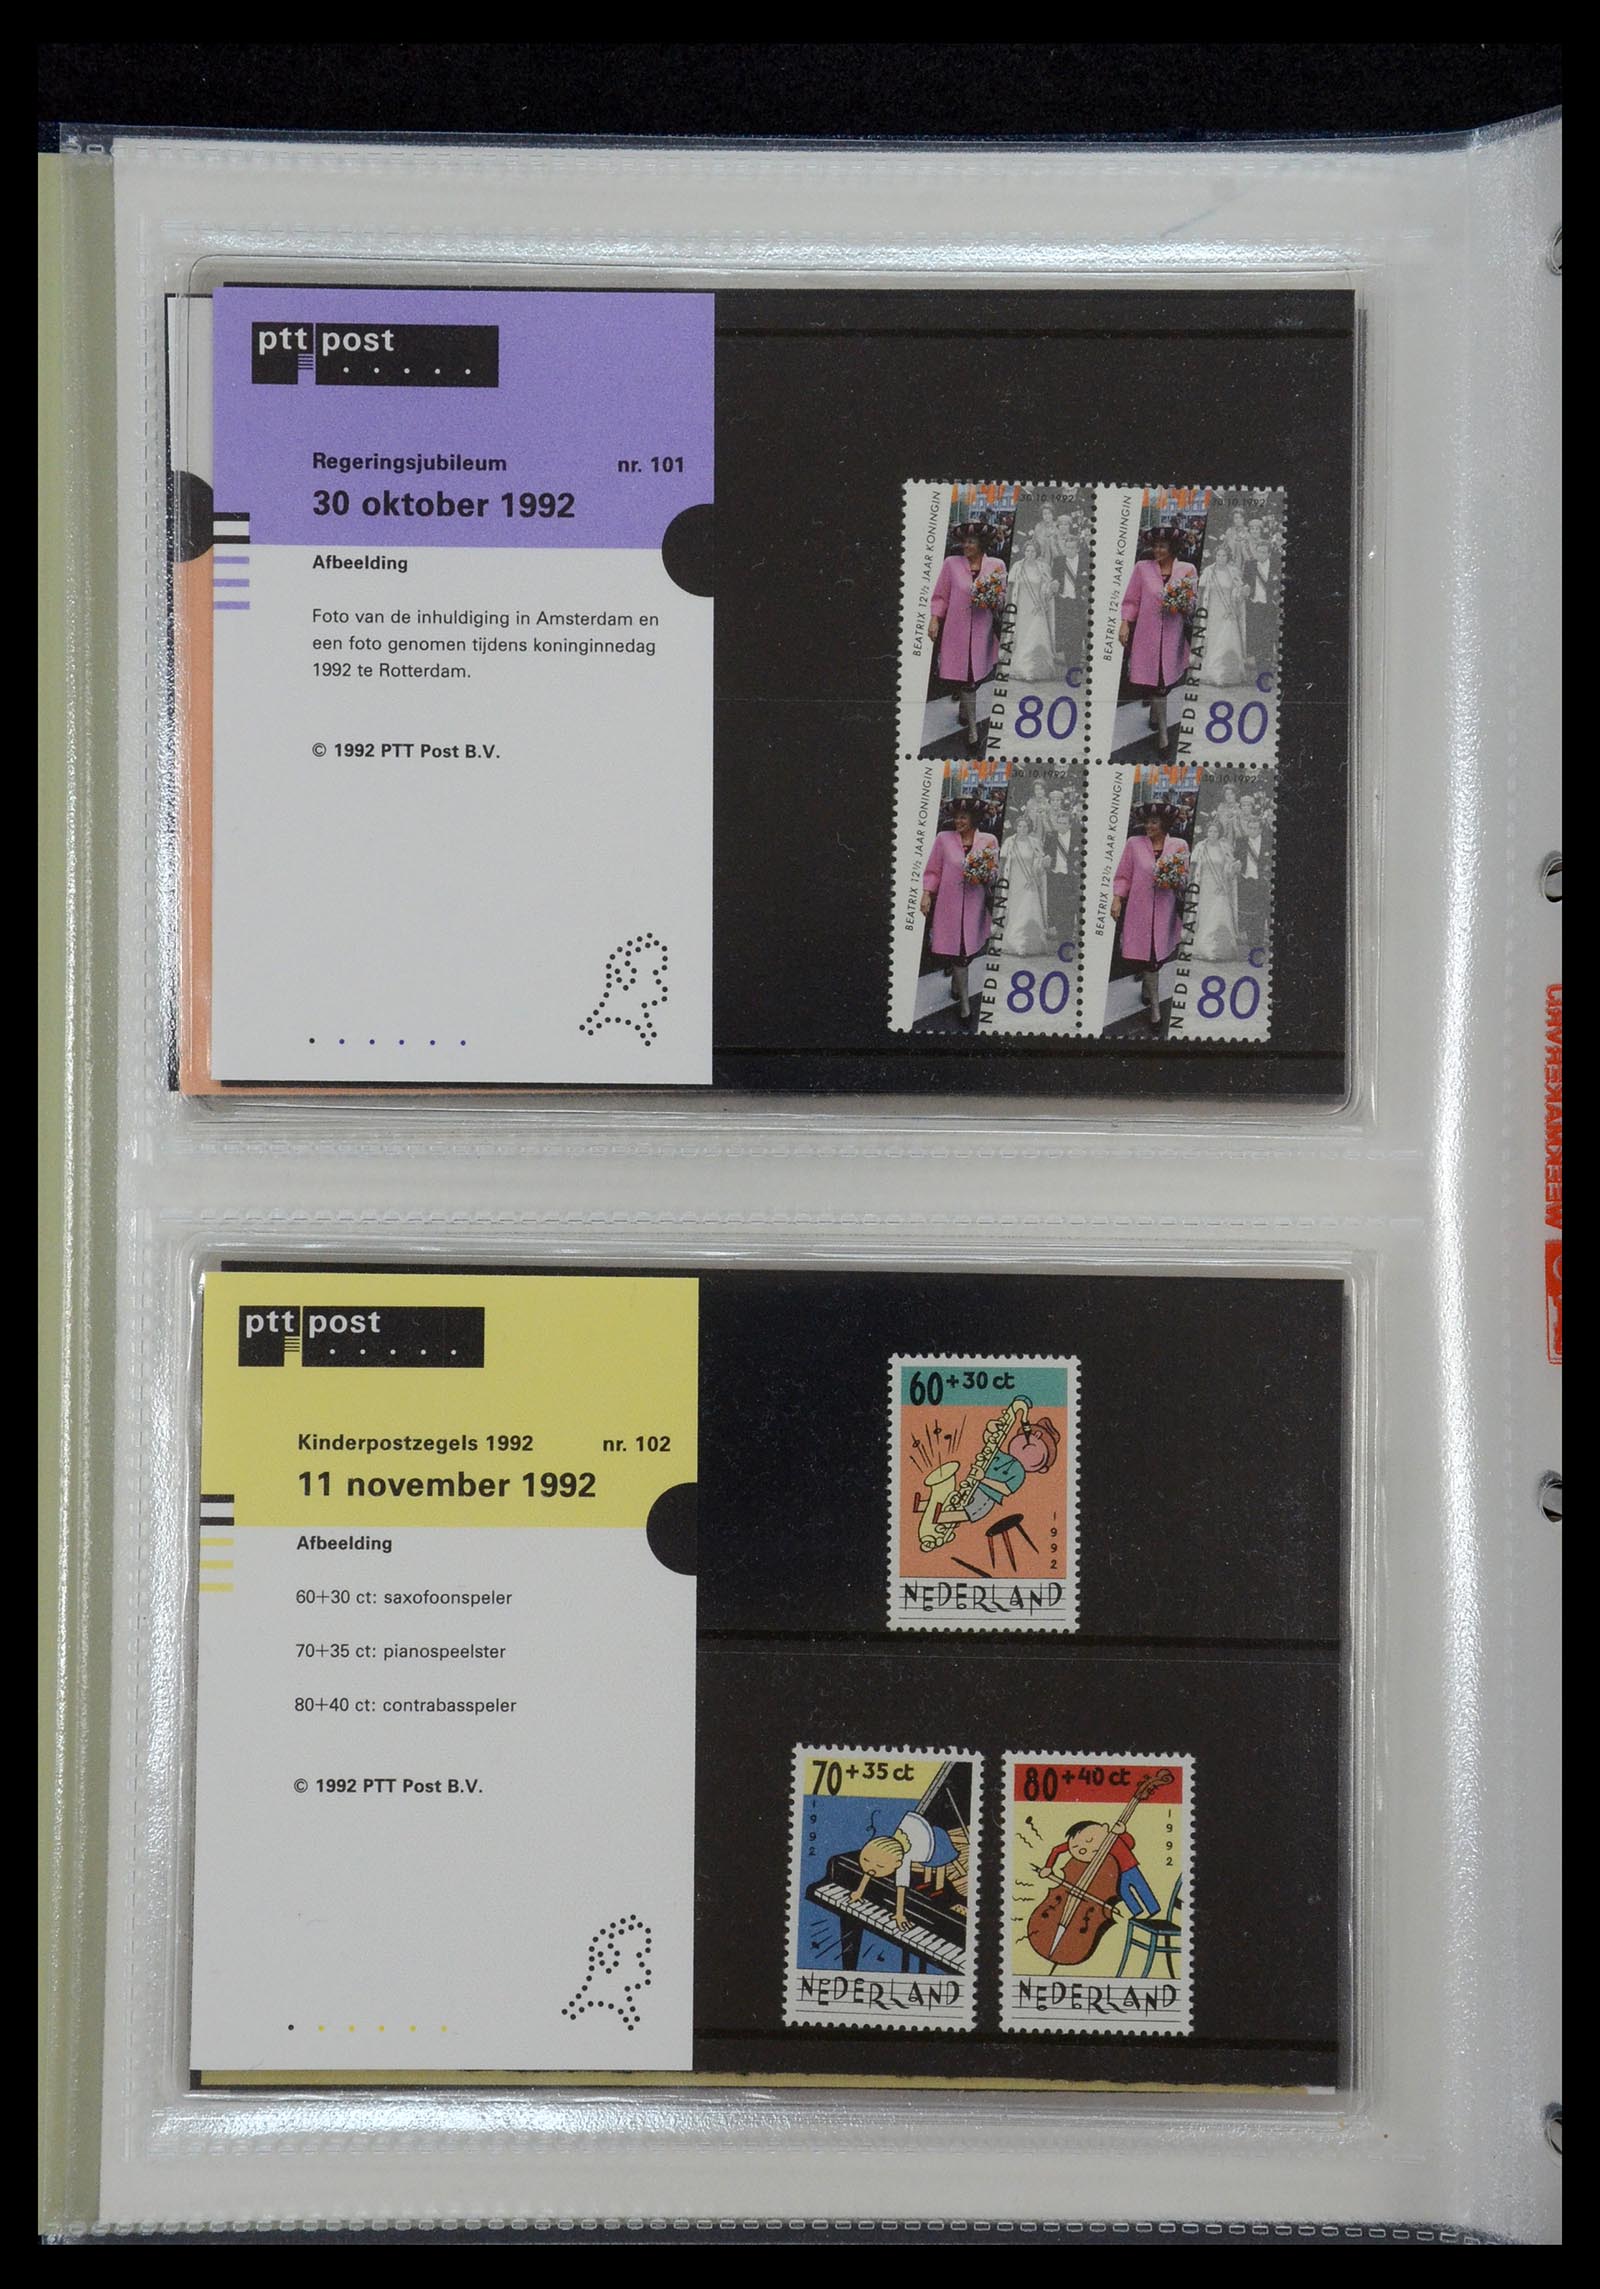 ptt post
Regeringsjubileum nr. 101
30 oktober 1992
Afbeelding
Foto van de inhuldiging in Amsterdam en
een foto genomen tijdens koninginnedag
1992 te Rotterdam.
© 1992 PTT Post B.V.
BEATRIX 12½ JAAR KONINGIN
30.10.1992
NEDERLAND
80 c
BEATRIX 12½ JAAR KONINGIN
30.10.1992
NEDERLAND
80 c
BEATRIX 12½ JAAR KONINGIN
30.10.1992
NEDERLAND
80 c
BEATRIX 12½ JAAR KONINGIN
30.10.1992
NEDERLAND
80 c
ptt post
Kinderpostzegels 1992 nr. 102
11 november 1992
Afbeelding
60+30 ct: saxofoonspeler
70+35 ct: pianospeelster
80+40 ct: contrabasspeler
© 1992 PTT Post B.V.
60+30 ct
1992
NEDERLAND
70+35 ct
1992
NEDERLAND
80+40 ct
1992
NEDERLAND